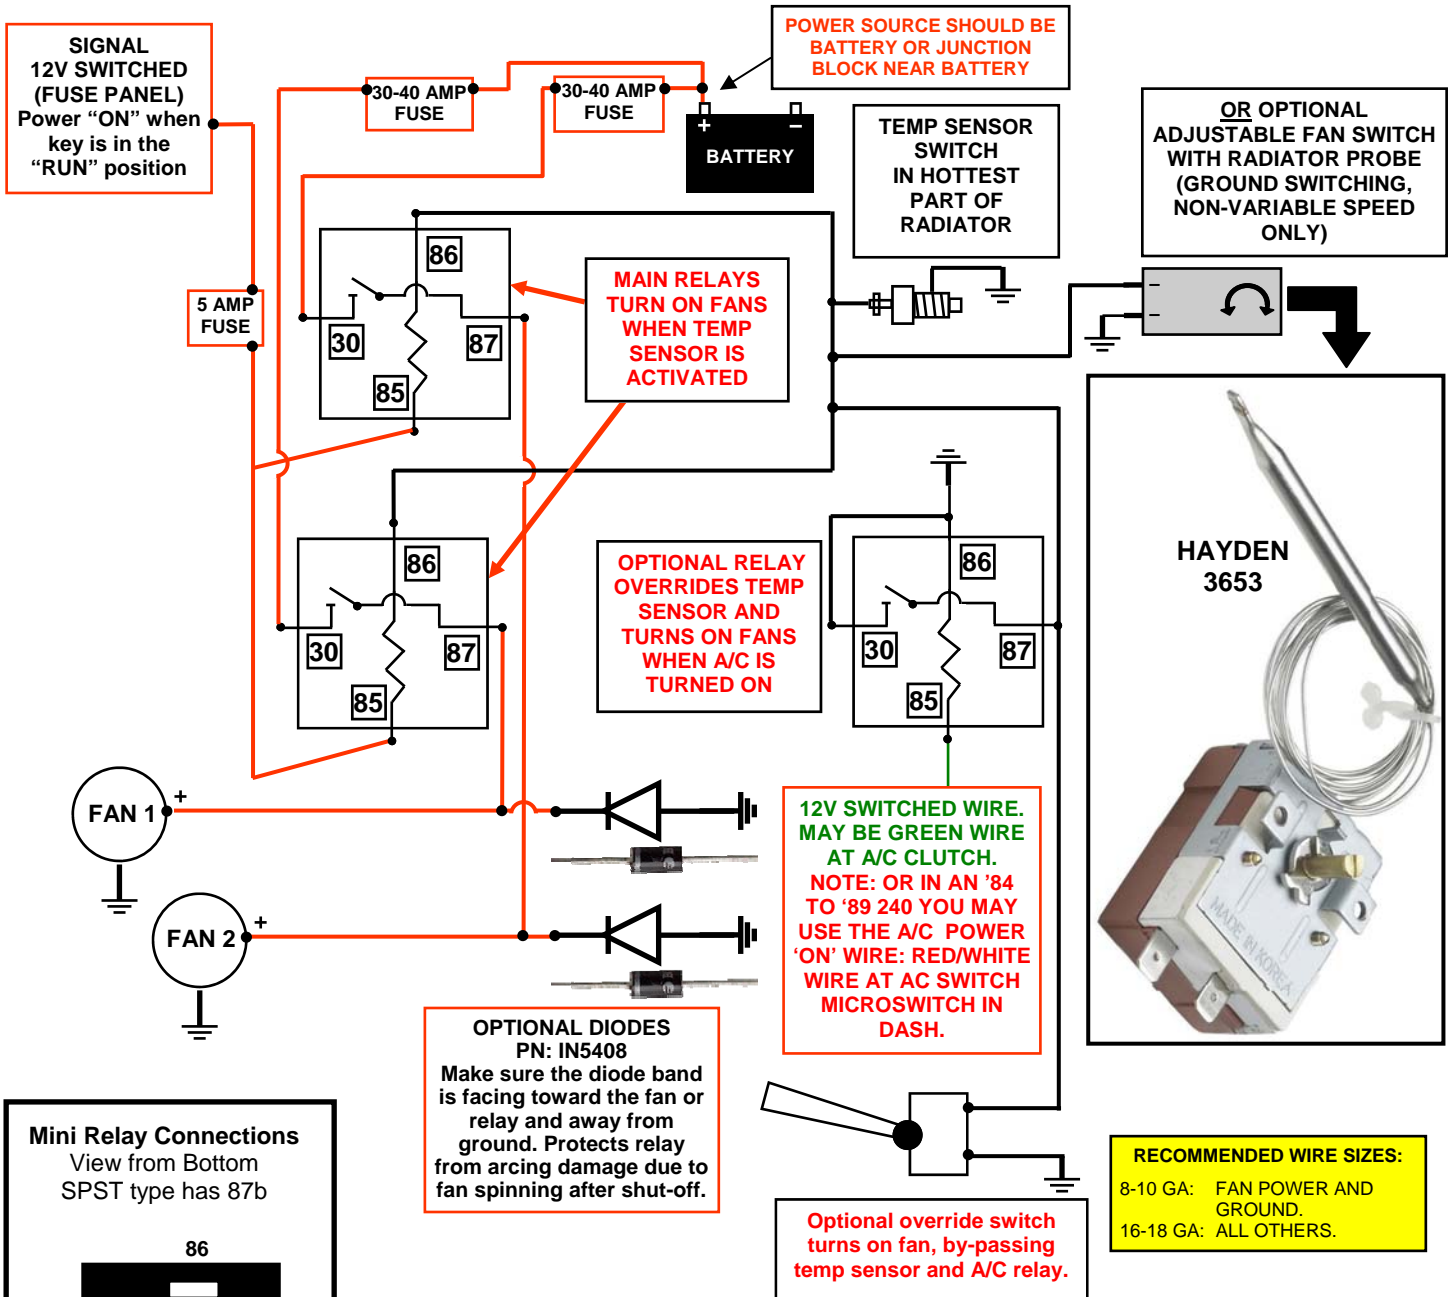 SIGNAL
12V SWITCHED
(FUSE PANEL)
Power “ON” when
key is in the
“RUN” position
30-40 AMP
FUSE
30-40 AMP
FUSE
POWER SOURCE SHOULD BE
BATTERY OR JUNCTION
BLOCK NEAR BATTERY
+ –
BATTERY
TEMP SENSOR
SWITCH
IN HOTTEST
PART OF
RADIATOR
OR OPTIONAL
ADJUSTABLE FAN SWITCH
WITH RADIATOR PROBE
(GROUND SWITCHING,
NON-VARIABLE SPEED
ONLY)
5 AMP
FUSE
86
30
87
85
MAIN RELAYS
TURN ON FANS
WHEN TEMP
SENSOR IS
ACTIVATED
–
–
86
30
87
85
OPTIONAL RELAY
OVERRIDES TEMP
SENSOR AND
TURNS ON FANS
WHEN A/C IS
TURNED ON
86
30
87
85
HAYDEN
3653
MADE IN KOREA
FAN 1
+
FAN 2
+
12V SWITCHED WIRE.
MAY BE GREEN WIRE
AT A/C CLUTCH.
NOTE: OR IN AN ’84
TO ‘89 240 YOU MAY
USE THE A/C POWER
‘ON’ WIRE: RED/WHITE
WIRE AT AC SWITCH
MICROSWITCH IN
DASH.
OPTIONAL DIODES
PN: IN5408
Make sure the diode band
is facing toward the fan or
relay and away from
ground. Protects relay
from arcing damage due to
fan spinning after shut-off.
Mini Relay Connections
View from Bottom
SPST type has 87b
86
Optional override switch
turns on fan, by-passing
temp sensor and A/C relay.
RECOMMENDED WIRE SIZES:
8-10 GA: FAN POWER AND
GROUND.
16-18 GA: ALL OTHERS.